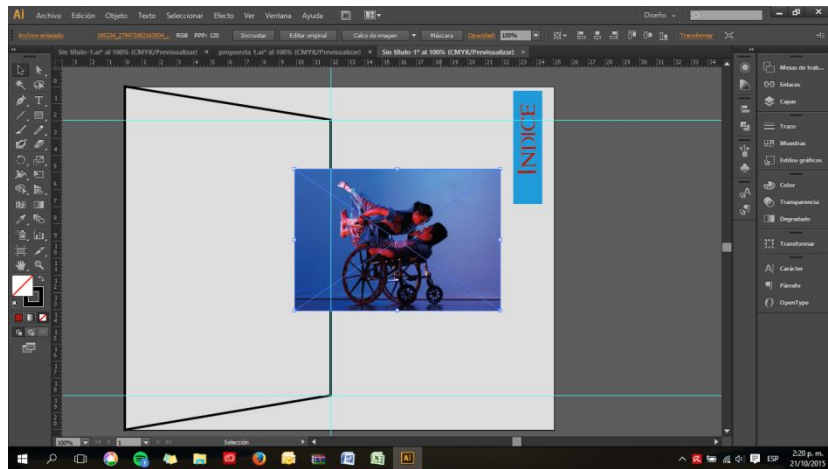 Ai Archivo Edición Objeto Texto Seleccionar Efecto Ver Ventana Ayuda Diseño
Archivo enlazado RGB PPP: 120 Incrustar Editar original Calco de imagen Máscara Opacidad: 100% Transformar
Sin título-1.ai* al 100% (CMYK/Previsualizar) × propuesta 1.ai* al 100% (CMYK/Previsualizar) × Sin título-1* al 100% (CMYK/Previsualizar) ×
INDICE
Mesas de trab...
Enlaces
Capas
Trazo
Muestras
Estilos gráficos
Color
Transparencia
Degradado
Transformar
Carácter
Párrafo
OpenType
100% 1 Selección
ESP 2:20 p. m.
21/10/2015